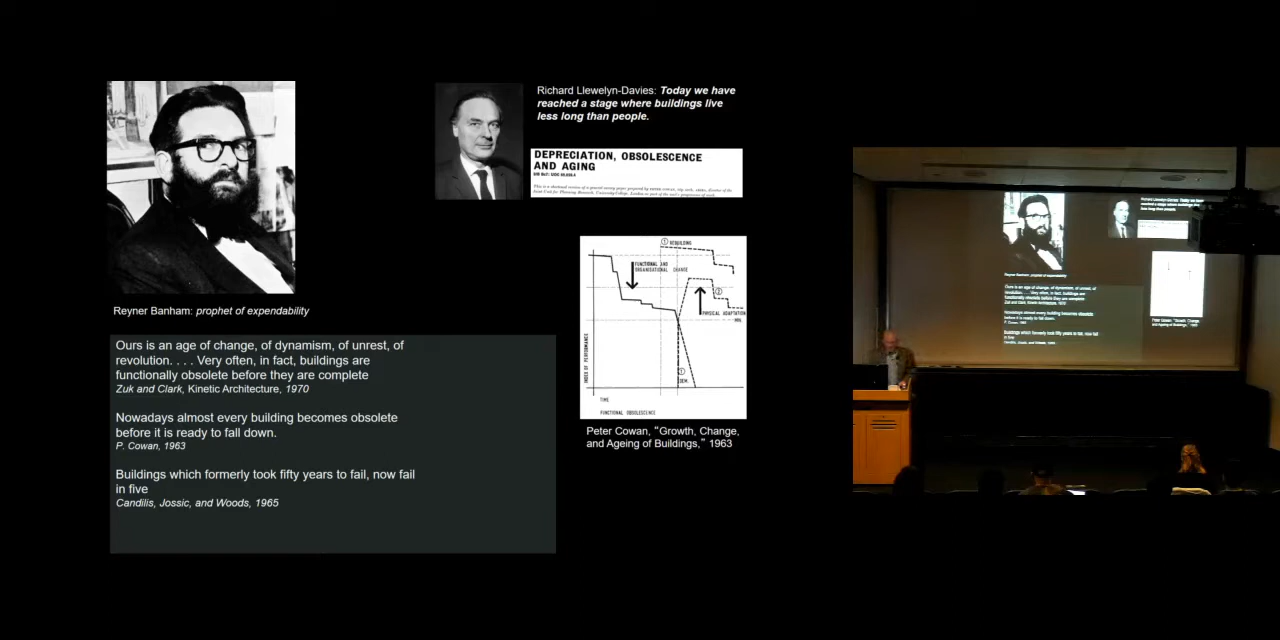 Richard Llewelyn-Davies: Today we have
reached a stage where buildings live
less long than people.
DEPRECIATION, OBSOLESCENCE
AND AGING
Reyner Banham: prophet of expendability
Ours is an age of change, of dynamism, of unrest, of
revolution. . . . Very often, in fact, buildings are
functionally obsolete before they are complete
Zuk and Clark, Kinetic Architecture, 1970
Nowadays almost every building becomes obsolete
before it is ready to fall down.
P. Cowan, 1963
Buildings which formerly took fifty years to fail, now fail
in five
Candilis, Jossic, and Woods, 1965
1 REBUILDING
FUNCTIONAL AND
ORGANISATIONAL CHANGE
2
PHYSICAL ADAPTATION
MIN.
INDEX OF PERFORMANCE
DEM.
TIME
FUNCTIONAL OBSOLESCENCE
Peter Cowan, "Growth, Change,
and Ageing of Buildings," 1963